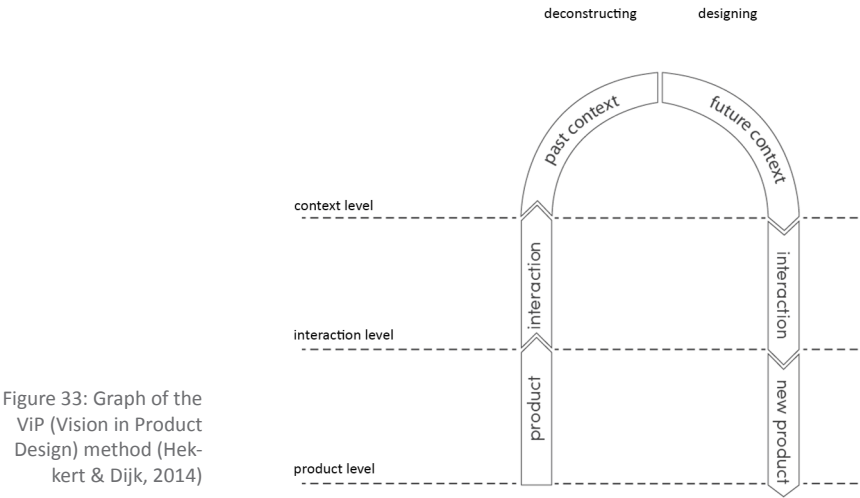 deconstructing designing
past context
future context
context level
interaction
interaction
interaction level
product
new product
product level
Figure 33: Graph of the
ViP (Vision in Product
Design) method (Hek-
kert & Dijk, 2014)